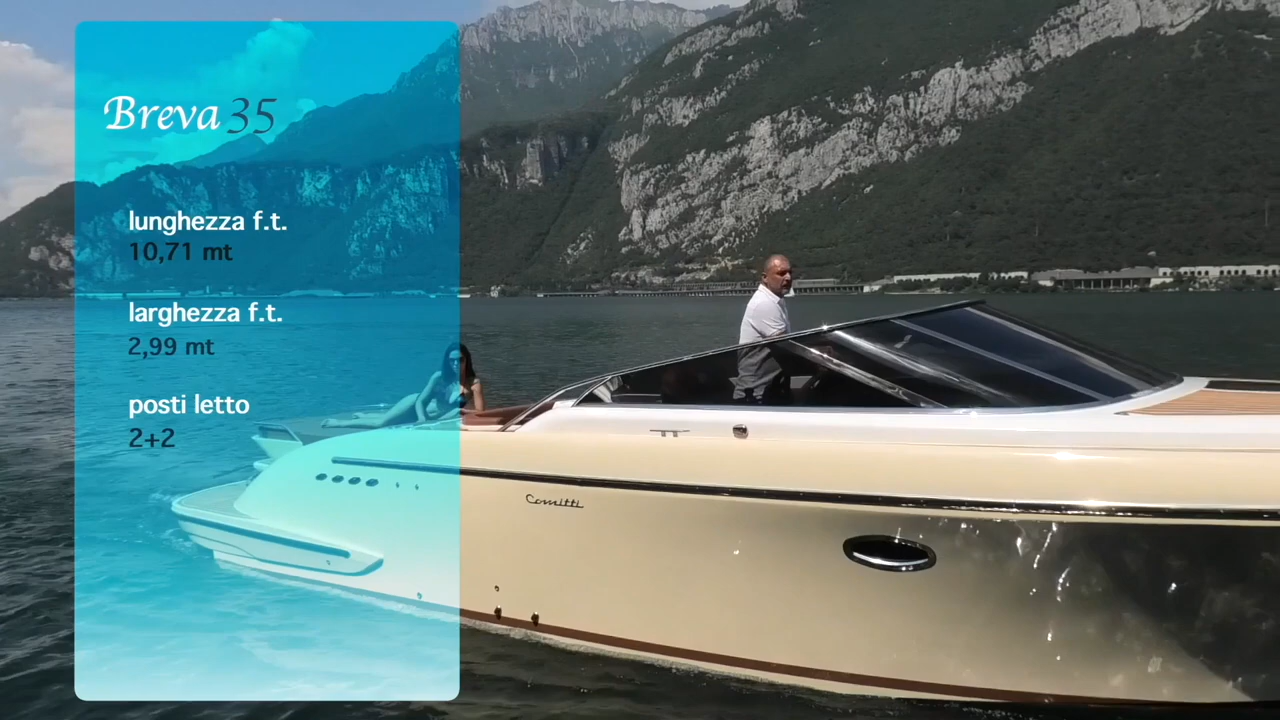 Breva 35
lunghezza f.t.
10,71 mt
larghezza f.t.
2,99 mt
posti letto
2+2
Comitti